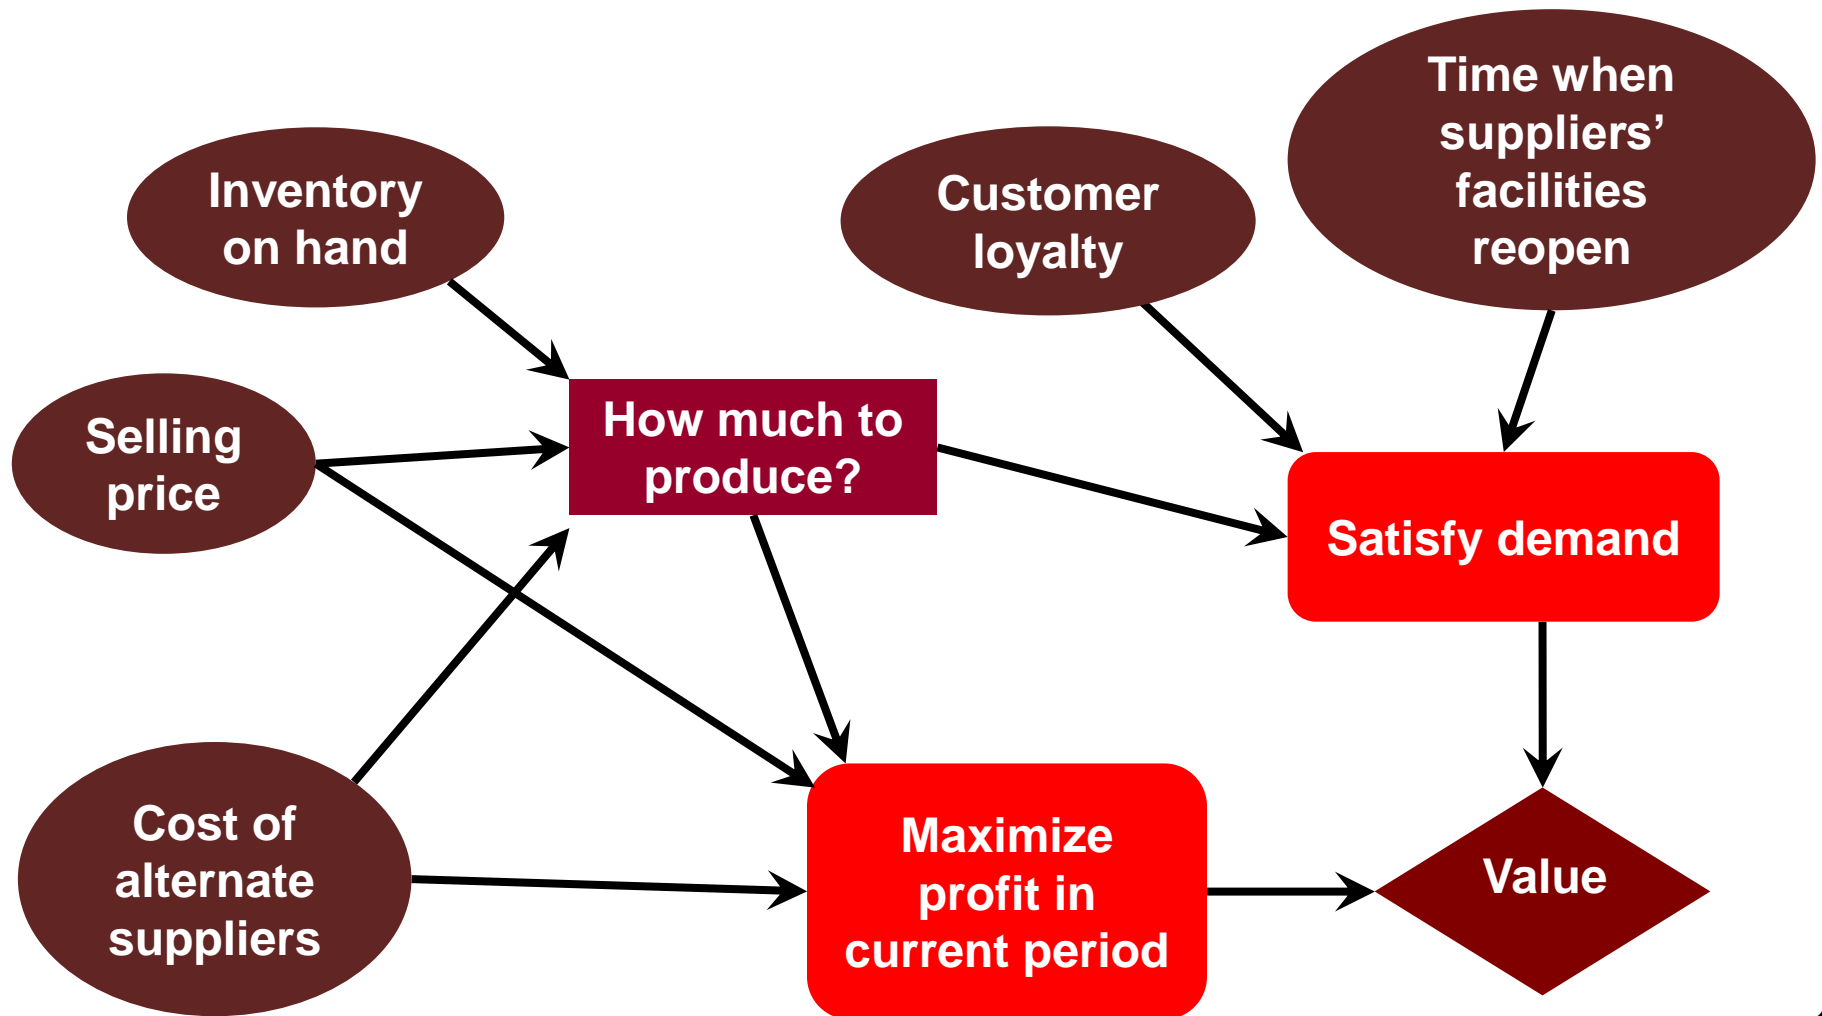 Time when
suppliers’
facilities
reopen
Inventory
on hand
Customer
loyalty
Selling
price
How much to
produce?
Satisfy demand
Cost of
alternate
suppliers
Maximize
profit in
current period
Value